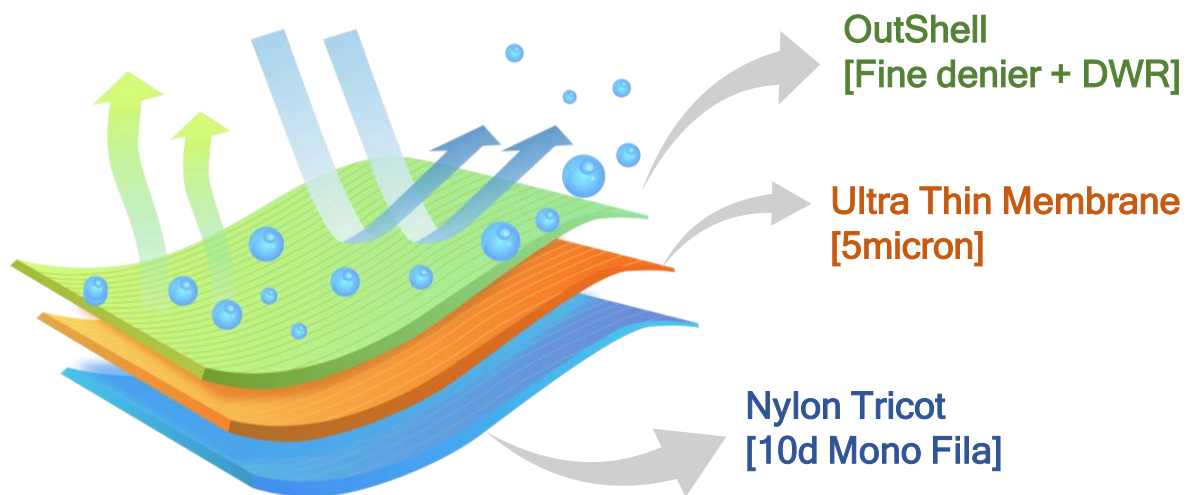 OutShell
[Fine denier + DWR]
Ultra Thin Membrane
[5micron]
Nylon Tricot
[10d Mono Fila]